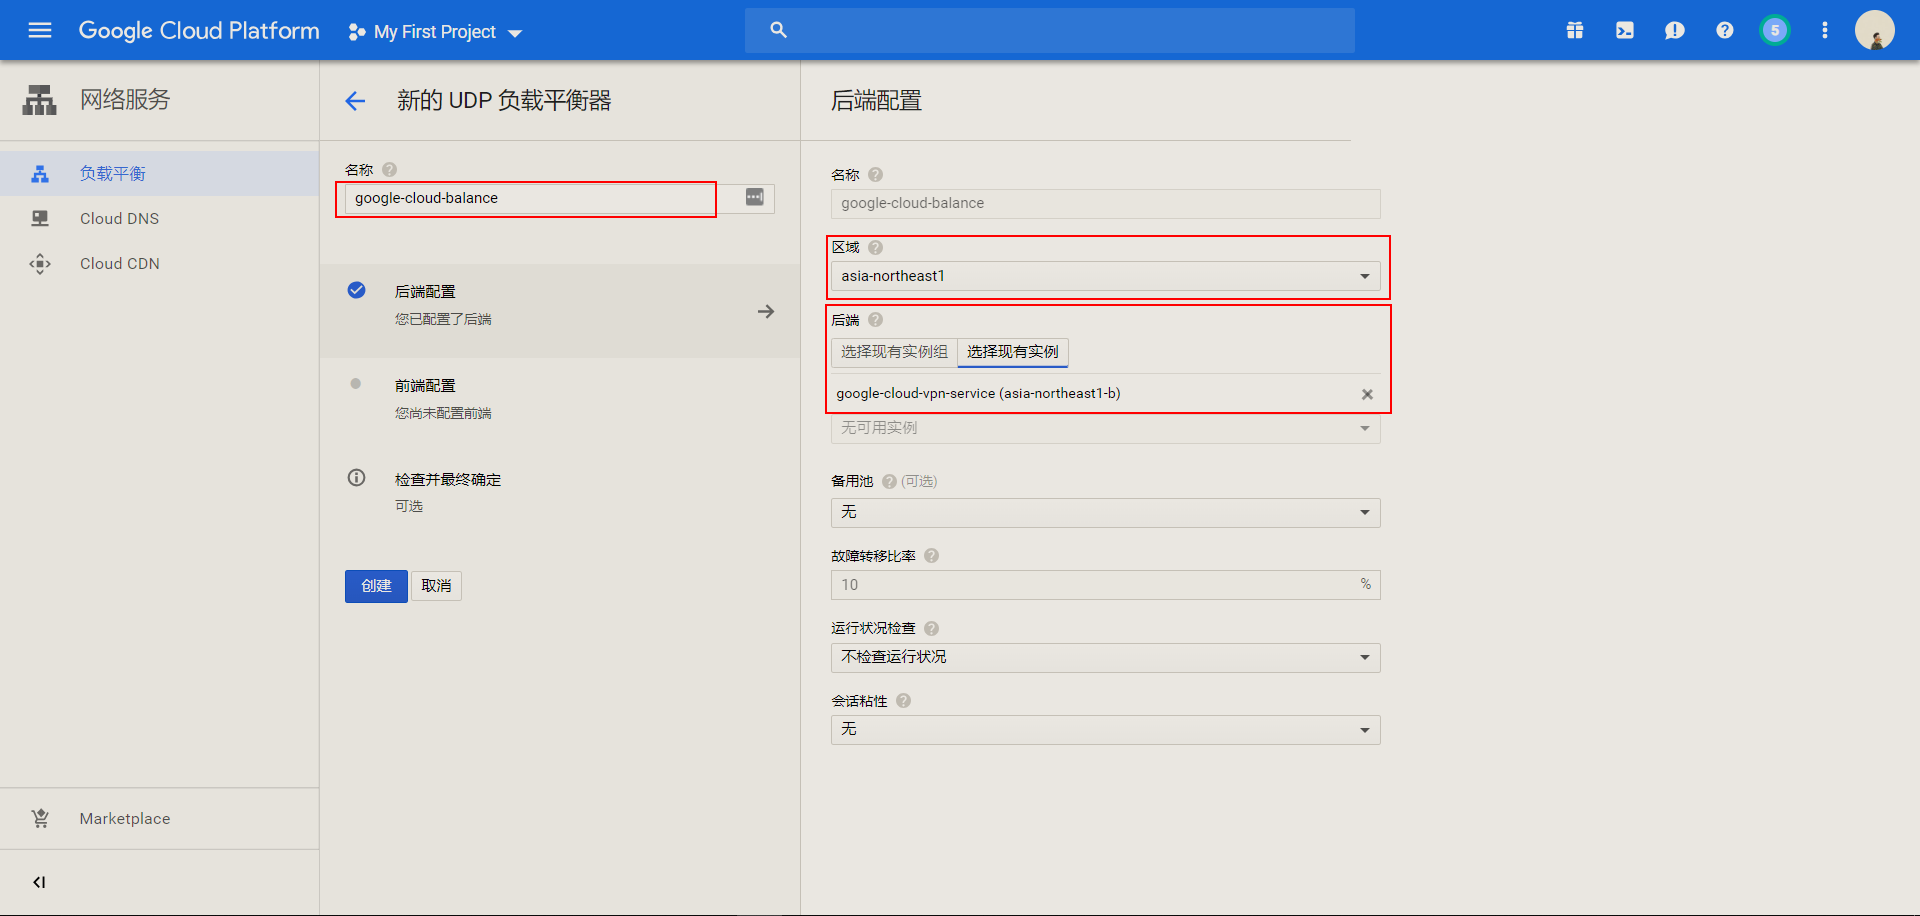 Google Cloud Platform
My First Project
5
网络服务
负载平衡
Cloud DNS
Cloud CDN
Marketplace
新的 UDP 负载平衡器
名称
google-cloud-balance
后端配置
您已配置了后端
前端配置
您尚未配置前端
检查并最终确定
可选
创建
取消
后端配置
名称
google-cloud-balance
区域
asia-northeast1
后端
选择现有实例组
选择现有实例
google-cloud-vpn-service (asia-northeast1-b)
无可用实例
备用池 (可选)
无
故障转移比率
10 %
运行状况检查
不检查运行状况
会话粘性
无